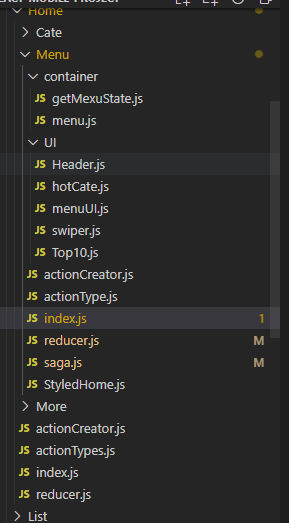 Home
Cate
Menu
container
JS getMexuState.js
JS menu.js
UI
JS Header.js
JS hotCate.js
JS menuUI.js
JS swiper.js
JS Top10.js
JS actionCreator.js
JS actionType.js
JS index.js 1
JS reducer.js M
JS saga.js M
JS StyledHome.js
More
JS actionCreator.js
JS actionTypes.js
JS index.js
JS reducer.js
List